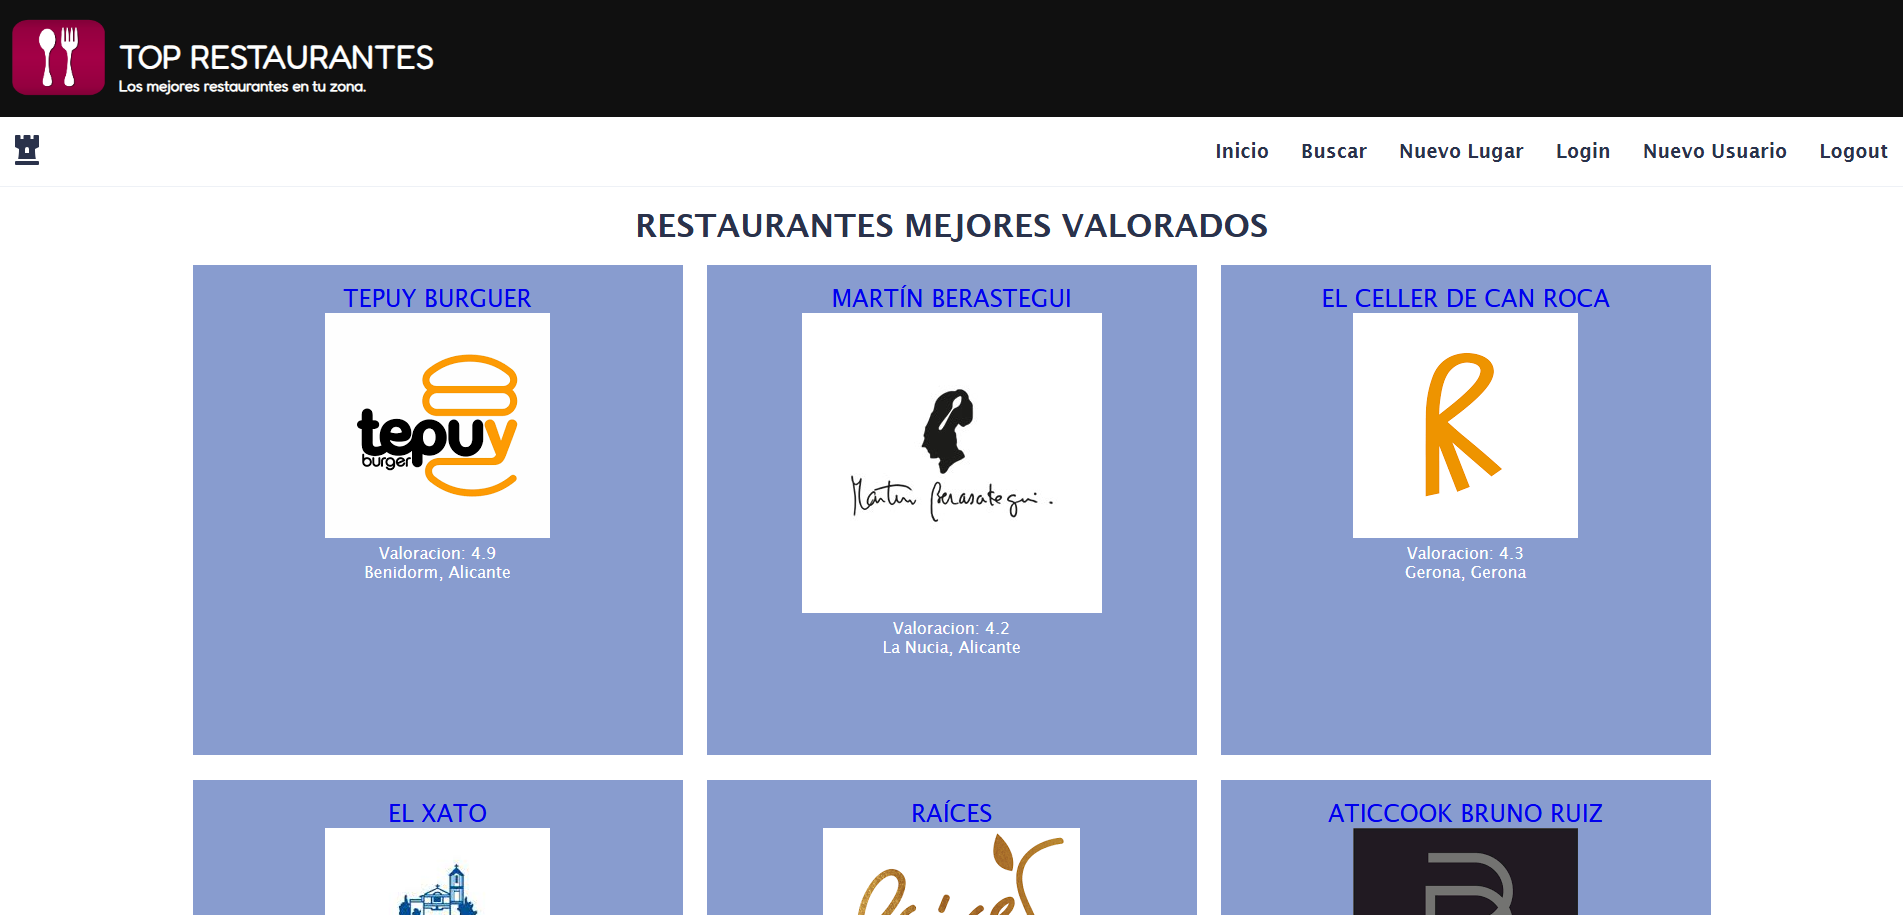 TOP RESTAURANTES
Los mejores restaurantes en tu zona.
Inicio Buscar Nuevo Lugar Login Nuevo Usuario Logout
RESTAURANTES MEJORES VALORADOS
TEPUY BURGUER
tepuy
burger
Valoracion: 4.9
Benidorm, Alicante
MARTÍN BERASTEGUI
Martin Berasategui.
Valoracion: 4.2
La Nucia, Alicante
EL CELLER DE CAN ROCA
R
Valoracion: 4.3
Gerona, Gerona
EL XATO
RAÍCES
ATICCOOK BRUNO RUIZ